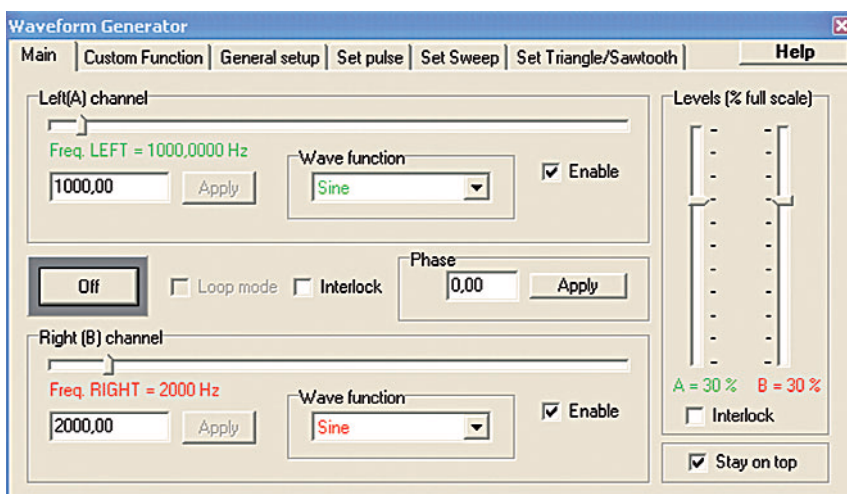 Waveform Generator
Main Custom Function General setup Set pulse Set Sweep Set Triangle/Sawtooth Help
Left(A) channel
Freq. LEFT = 1000,0000 Hz
1000,00 Apply
Wave function
Sine
Enable
Off
Loop mode
Interlock
Phase
0,00 Apply
Right (B) channel
Freq. RIGHT = 2000 Hz
2000,00 Apply
Wave function
Sine
Enable
Levels (% full scale)
A = 30 % B = 30 %
Interlock
Stay on top